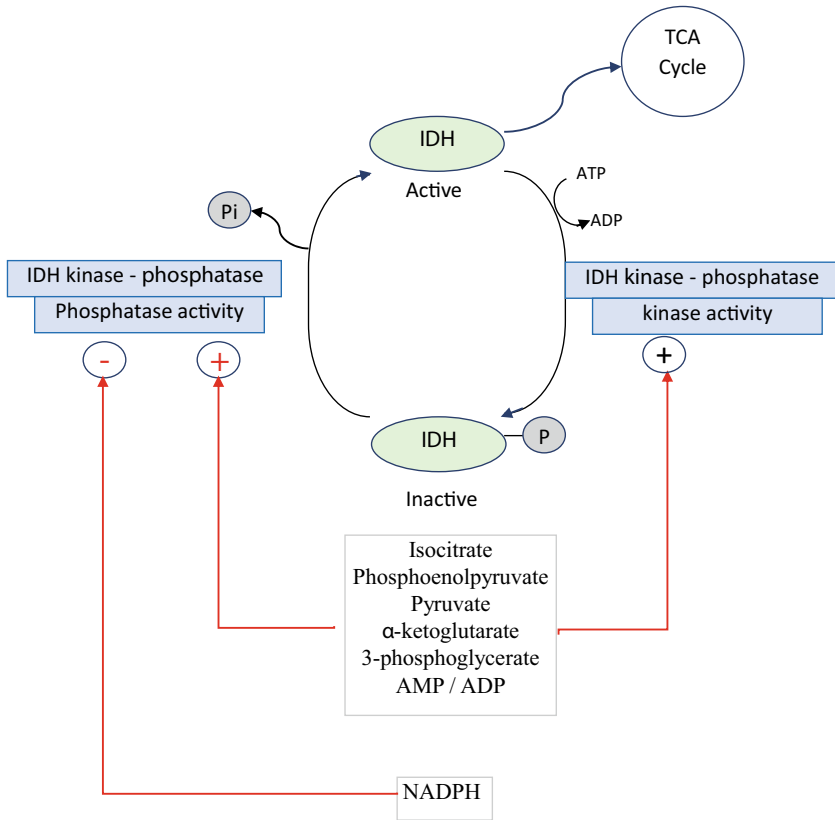 TCA
Cycle
IDH
Active
ATP
ADP
Pi
IDH kinase - phosphatase
Phosphatase activity
IDH kinase - phosphatase
kinase activity
-
+
+
IDH
P
Inactive
Isocitrate
Phosphoenolpyruvate
Pyruvate
α-ketoglutarate
3-phosphoglycerate
AMP / ADP
NADPH